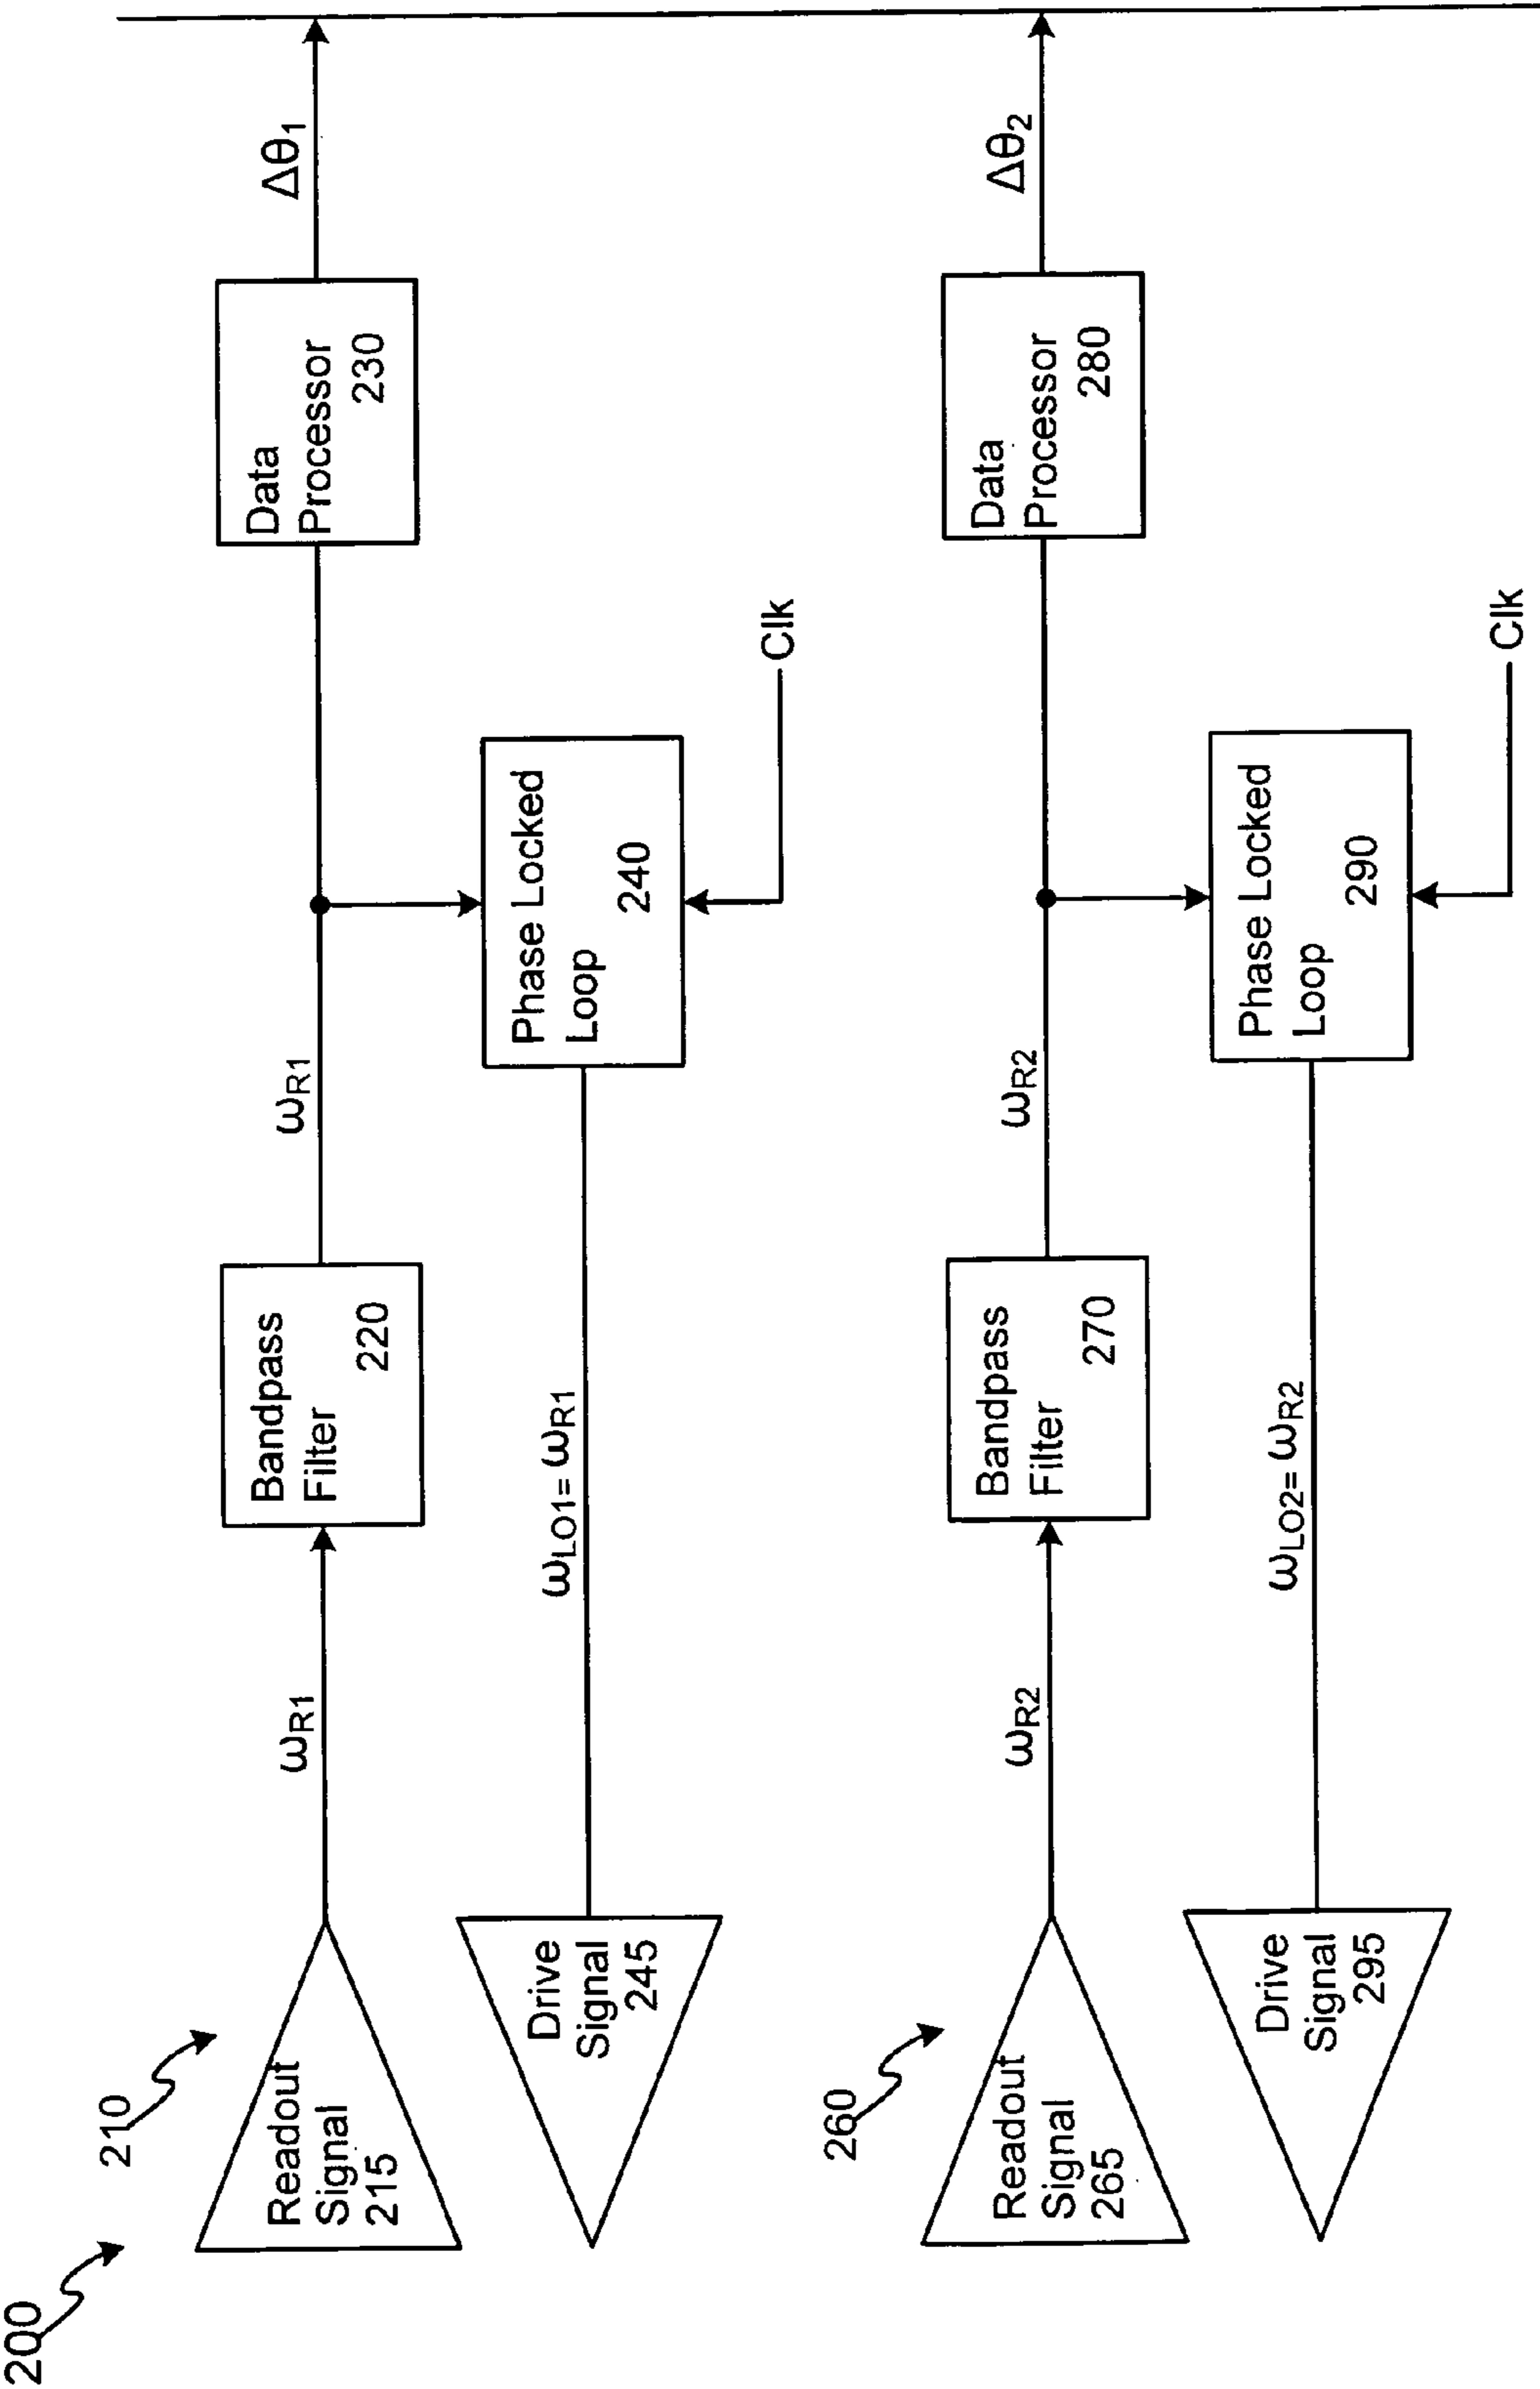 200
210
Readout
Signal
215
ωR1
Bandpass
Filter
220
ωR1
Data
Processor
230
Δθ1
Drive
Signal
245
ωLO1= ωR1
Phase Locked
Loop
240
Clk
260
Readout
Signal
265
ωR2
Bandpass
Filter
270
ωR2
Data
Processor
280
Δθ2
Drive
Signal
295
ωLO2= ωR2
Phase Locked
Loop
290
Clk